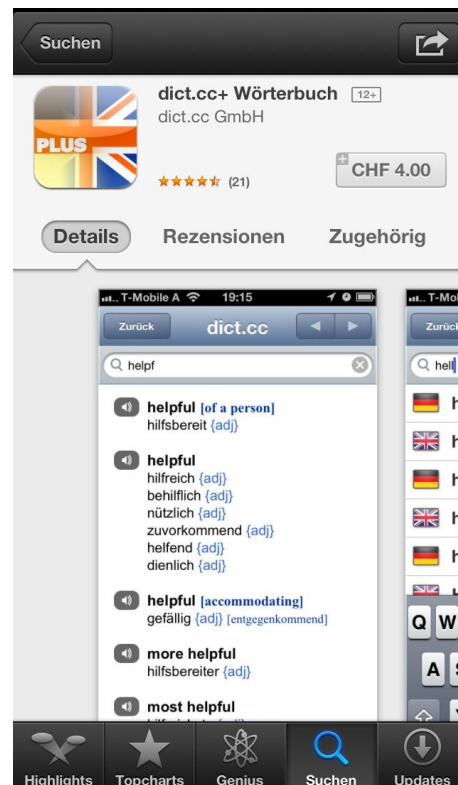 Suchen
dict.cc+ Wörterbuch 12+
dict.cc GmbH
PLUS
(21)
CHF 4.00
Details Rezensionen Zugehörig
T-Mobile A 19:15
Zurück dict.cc
helpf
helpful [of a person]
hilfsbereit {adj}
helpful
hilfreich {adj}
behilflich {adj}
nützlich {adj}
zuvorkommend {adj}
helfend {adj}
dienlich {adj}
helpful [accommodating]
gefällig {adj} [entgegenkommend]
more helpful
hilfsbereiter {adj}
most helpful
T-Mo
Zurück
hell
h
h
h
h
h
Q W
A
Highlights Topcharts Genius Suchen Updates